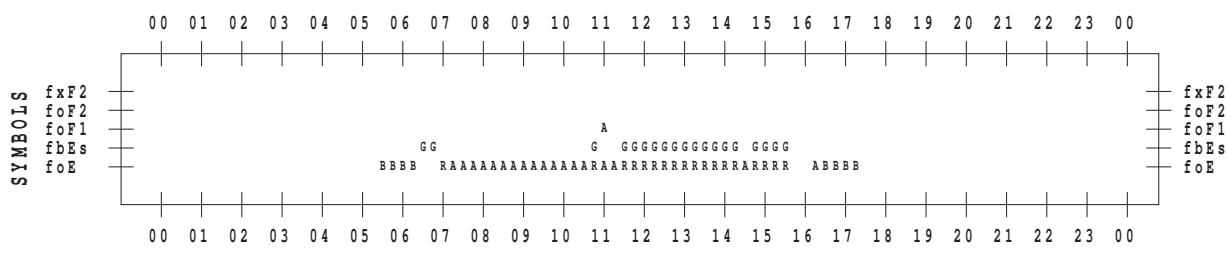 00 01 02 03 04 05 06 07 08 09 10 11 12 13 14 15 16 17 18 19 20 21 22 23 00
SYMBOLS
fxF2 fxF2
foF2 foF2
foF1 A foF1
fbEs GG G GGGGGGGGGGGG GGGG fbEs
foE BBBB RAAAAAAAAAAAAAARAARRRRRRRRRRRRARRRR ABBBB foE
00 01 02 03 04 05 06 07 08 09 10 11 12 13 14 15 16 17 18 19 20 21 22 23 00